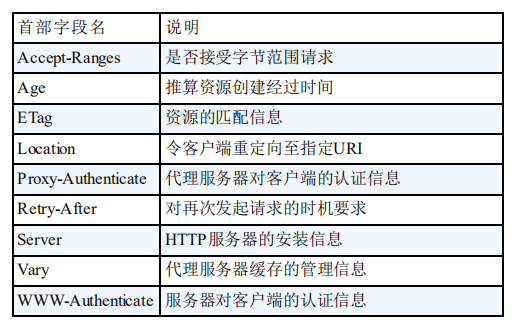 首部字段名 说明
Accept-Ranges 是否接受字节范围请求
Age 推算资源创建经过时间
ETag 资源的匹配信息
Location 令客户端重定向至指定URI
Proxy-Authenticate 代理服务器对客户端的认证信息
Retry-After 对再次发起请求的时机要求
Server HTTP服务器的安装信息
Vary 代理服务器缓存的管理信息
WWW-Authenticate 服务器对客户端的认证信息